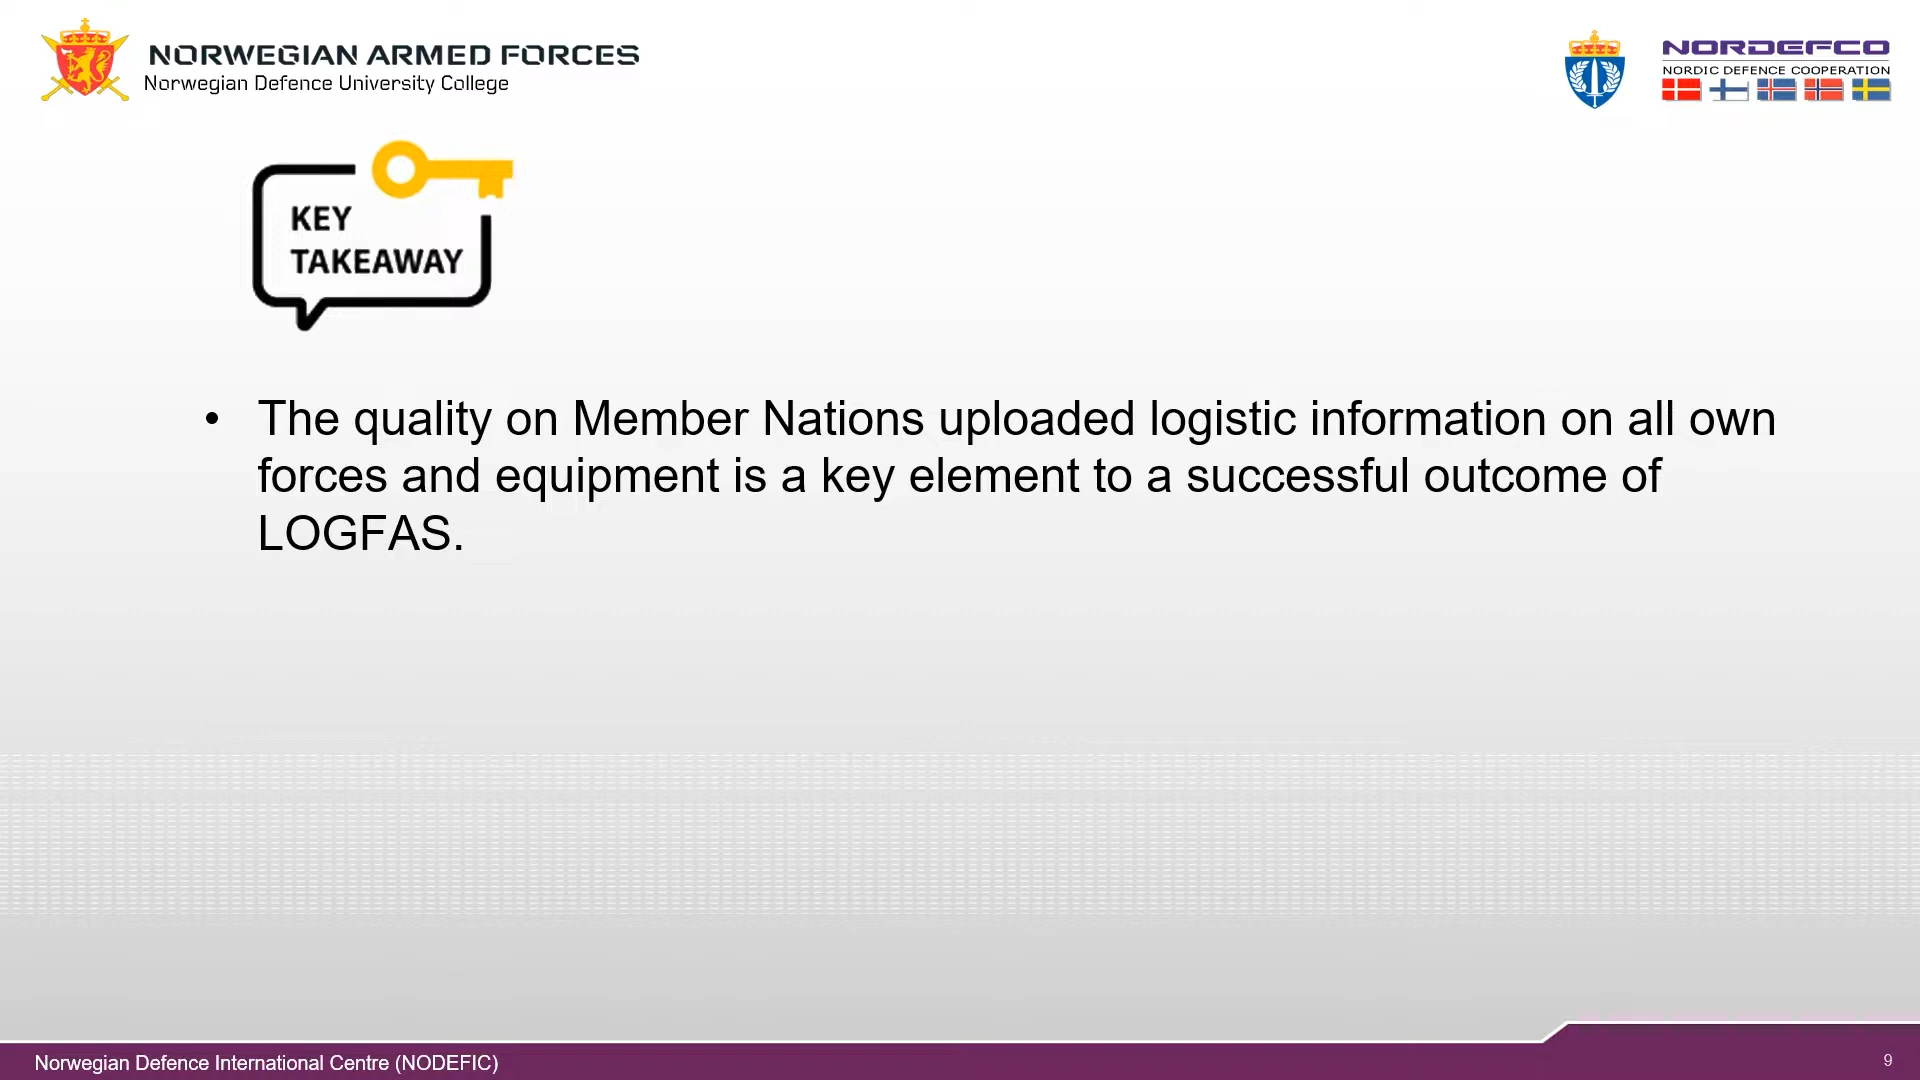 NORWEGIAN ARMED FORCES
Norwegian Defence University College
NORDEFCO
NORDIC DEFENCE COOPERATION
KEY
TAKEAWAY
• The quality on Member Nations uploaded logistic information on all own
forces and equipment is a key element to a successful outcome of
LOGFAS.
Norwegian Defence International Centre (NODEFIC)
9